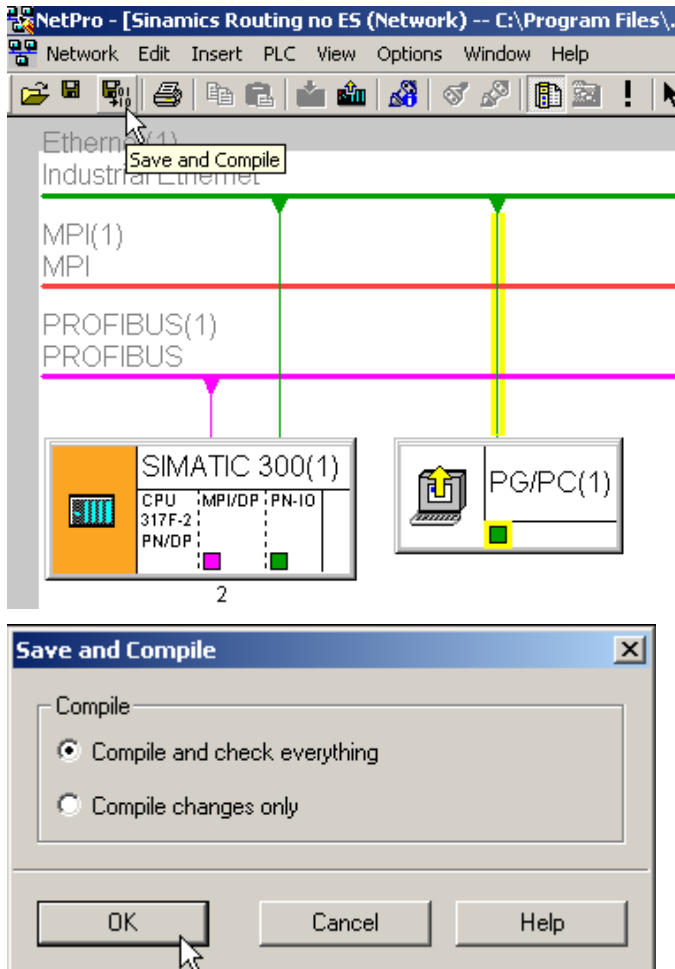 NetPro - [Sinamics Routing no ES (Network) -- C:\Program Files\.
Network Edit Insert PLC View Options Window Help
Save and Compile
Industrial Ethernet
MPI(1)
MPI
PROFIBUS(1)
PROFIBUS
SIMATIC 300(1)
PG/PC(1)
CPU MPI/DP PN-IO
317F-2
PN/DP
2
Save and Compile
Compile
Compile and check everything
Compile changes only
OK Cancel Help